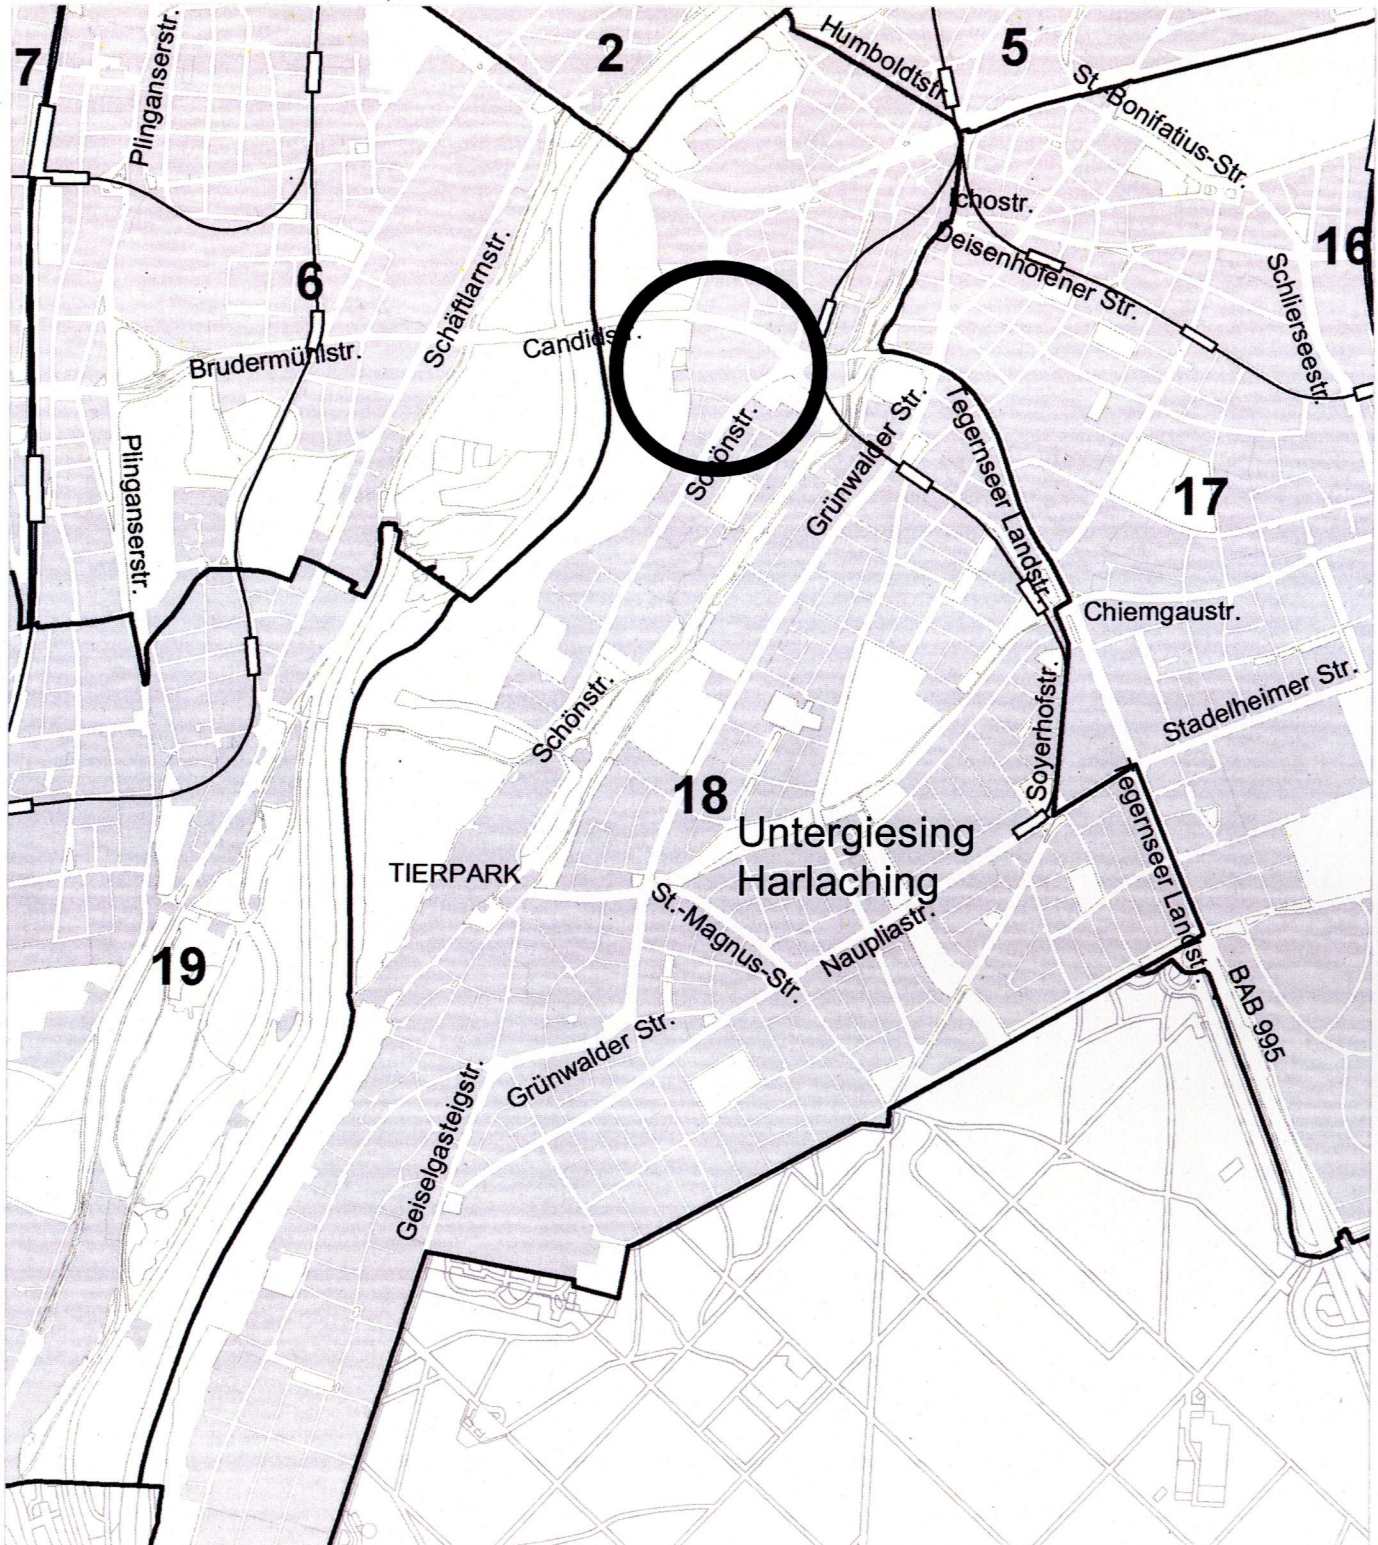 7
Plinganserstr.
2
Humboldtstr.
5
St.-Bonifatius-Str.
Ichostr.
Deisenhofener Str.
16
Schlierseestr.
6
Schäftlarnstr.
Brudermühlstr.
Candidstr.
Tegernseer Landstr.
Grünwalder Str.
Schönstr.
Plinganserstr.
17
Chiemgaustr.
Stadelheimer Str.
Soyerhofstr.
Schönstr.
18
Untergiesing
Harlaching
TIERPARK
Tegernseer Landstr.
St.-Magnus-Str.
Naupliastr.
19
BAB 995
Grünwalder Str.
Geiselgasteigstr.